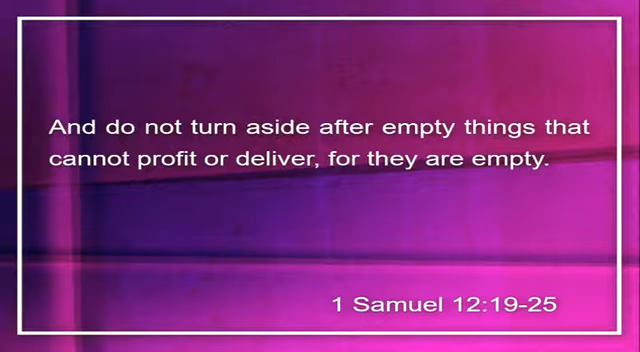 And do not turn aside after empty things that
cannot profit or deliver, for they are empty.
1 Samuel 12:19-25